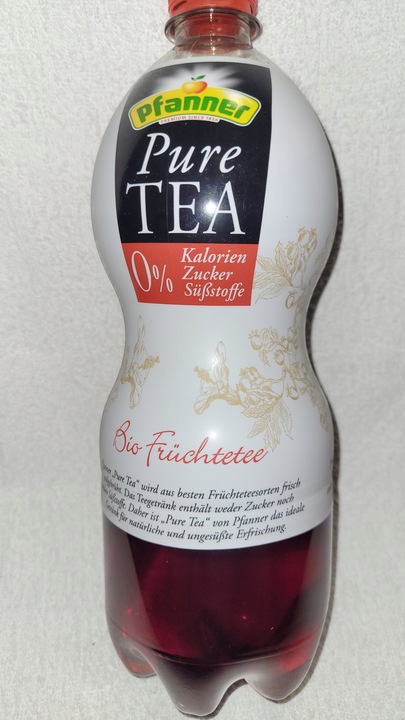 Pfanner
PREMIUM SINCE 1856
Pure
TEA
0%
Kalorien
Zucker
Süßstoffe
Bio Früchtetee
„Pure Tea“ wird aus besten Früchteteesorten frisch
Das Teegetränk enthält weder Zucker noch
Daher ist „Pure Tea“ von Pfanner das ideale
für natürliche und ungesüßte Erfrischung.